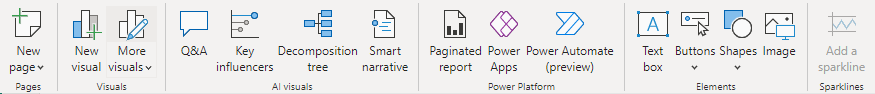 New page
New visual
More visuals
Q&A
Key influencers
Decomposition tree
Smart narrative
Paginated report
Power Apps
Power Automate (preview)
A
Text box
Buttons
Shapes
Image
Add a sparkline
Pages
Visuals
AI visuals
Power Platform
Elements
Sparklines